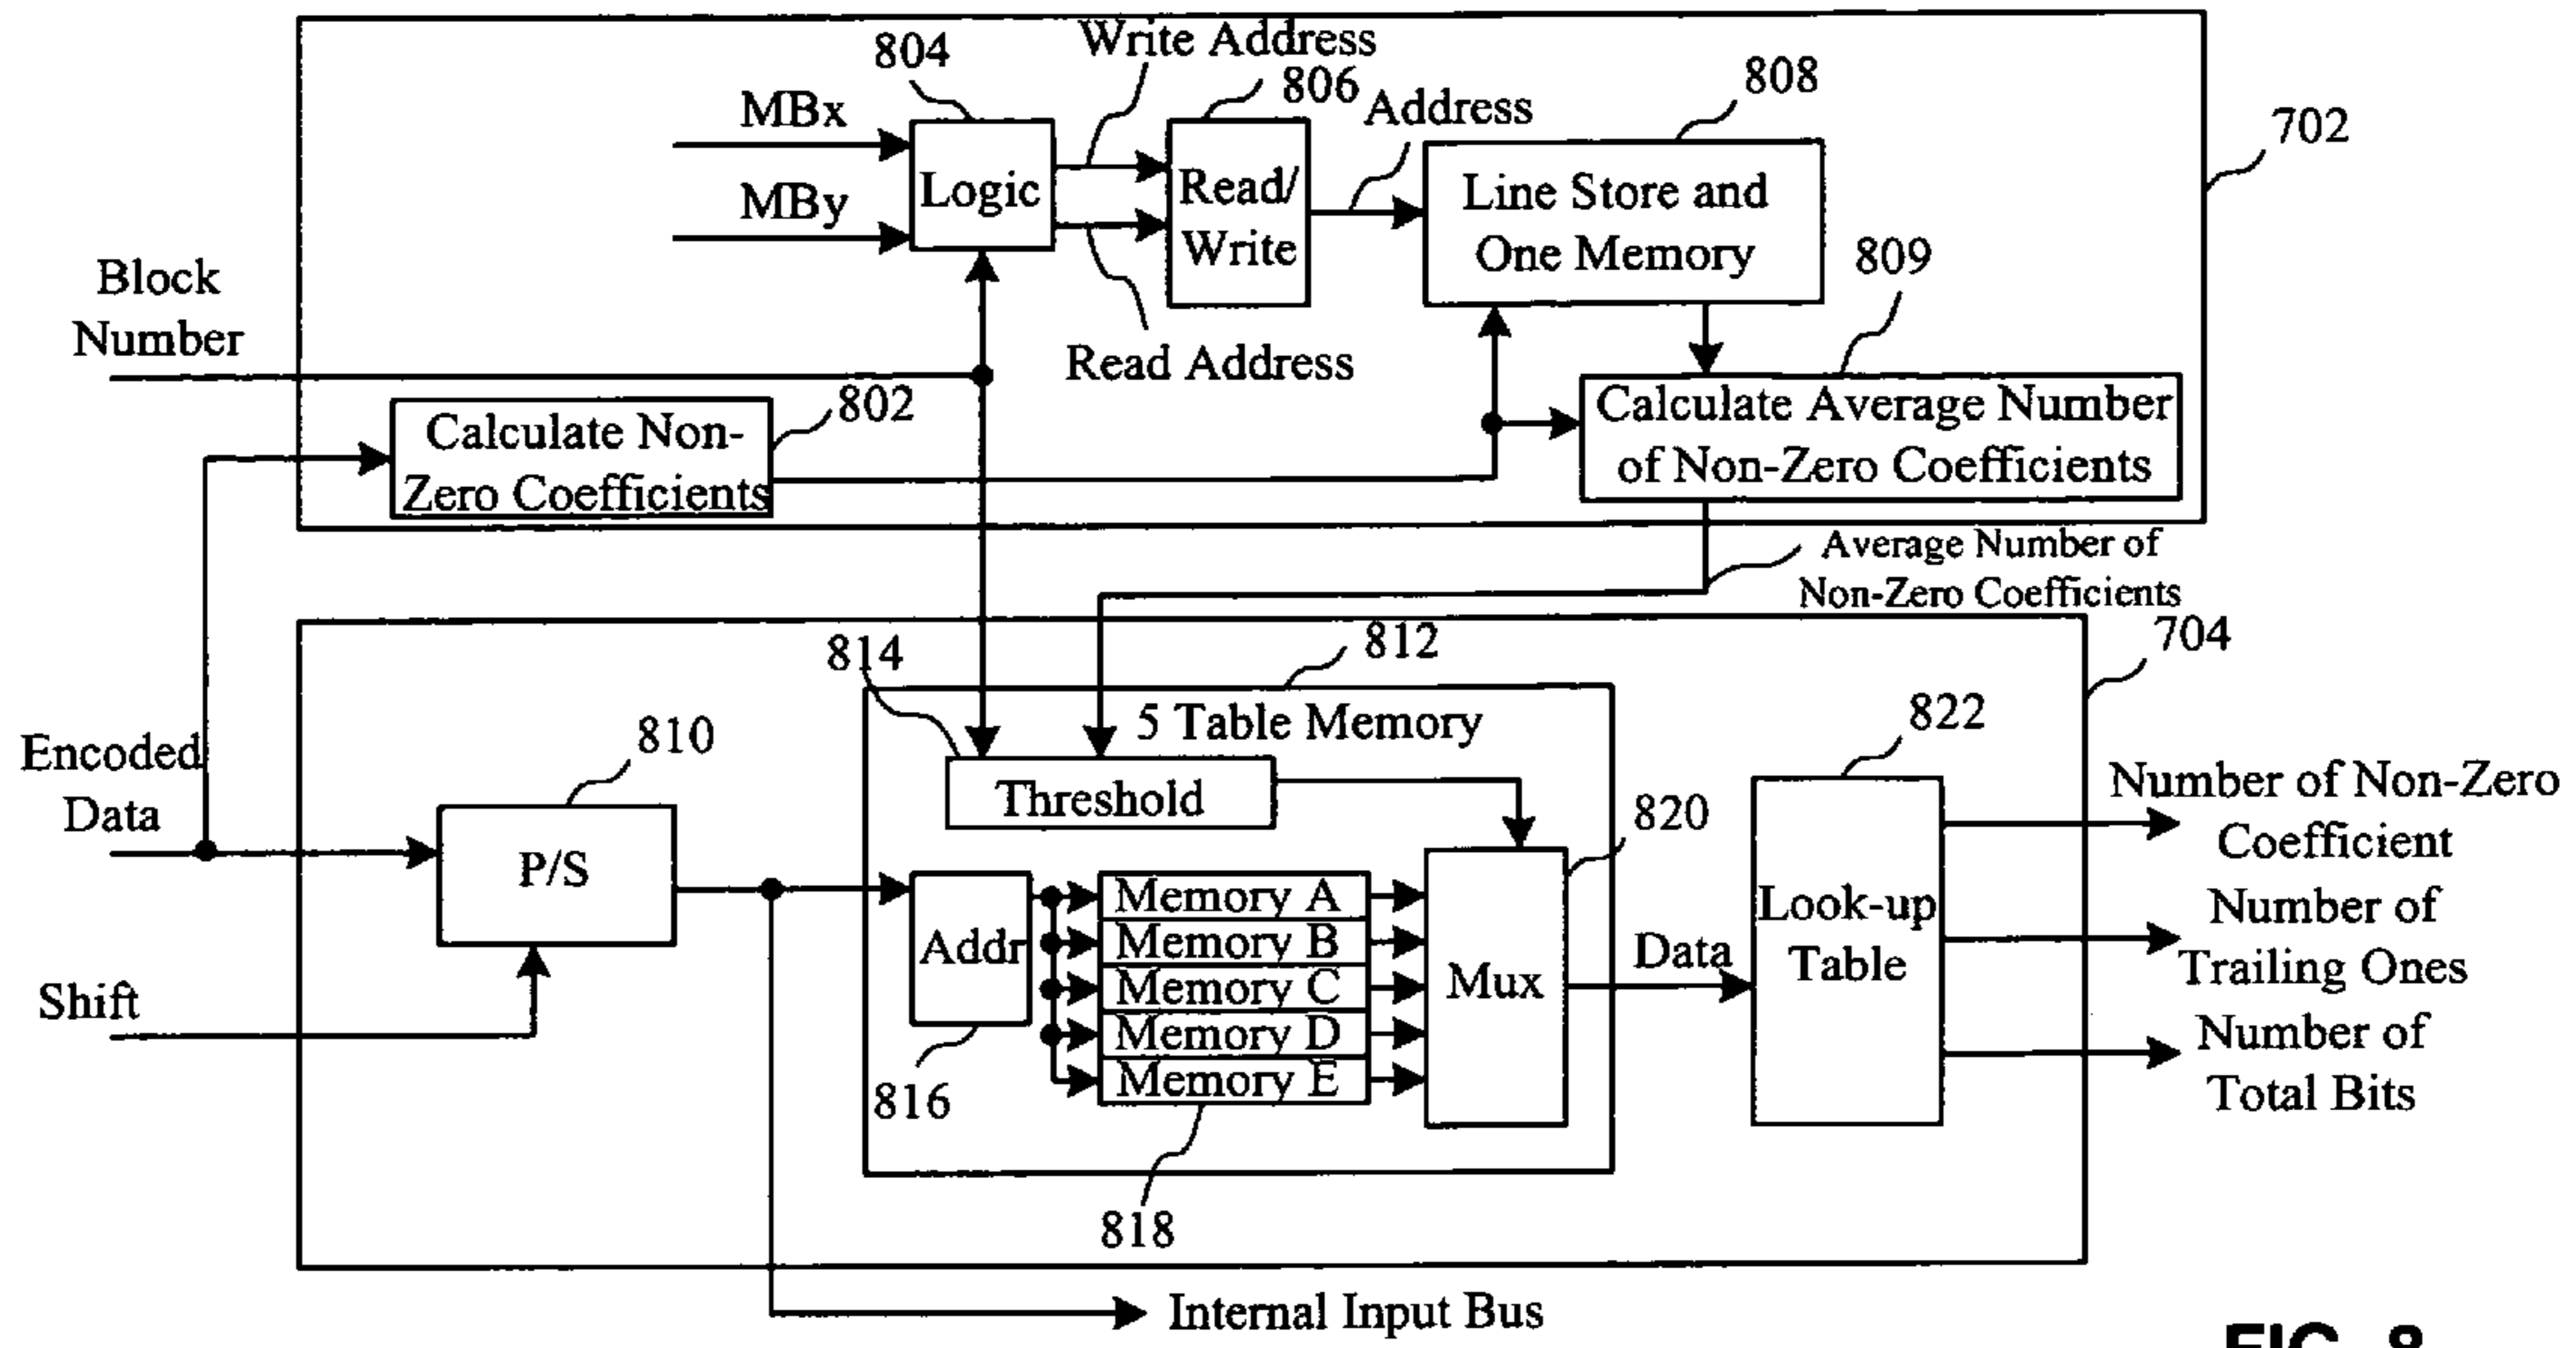 804
Write Address
806
808
MBx
Address
702
Logic
Read/
Write
Line Store and
One Memory
MBy
809
Block
Number
Read Address
802
Calculate Non-
Zero Coefficients
Calculate Average Number
of Non-Zero Coefficients
Average Number of
Non-Zero Coefficients
704
814
812
5 Table Memory
822
810
Encoded
Data
Threshold
820
Number of Non-Zero
Coefficient
P/S
Addr
Memory A
Memory B
Memory C
Memory D
Memory E
Mux
Data
Look-up
Table
Number of
Trailing Ones
Shift
Number of
Total Bits
816
818
Internal Input Bus
FIG. 8